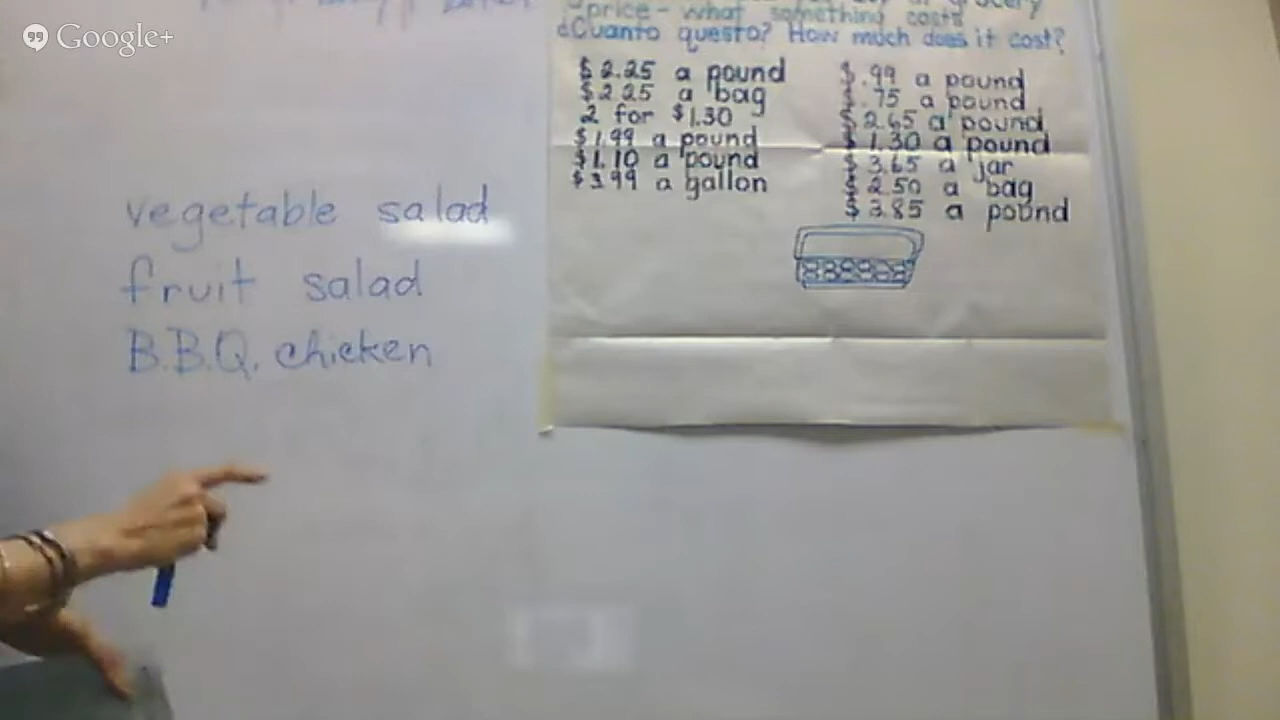 Google+
grocery
price - what something costs
¿Cuanto questo? How much does it cost?
$2.25 a pound
$2.25 a bag
2 for $1.30
$1.99 a pound
$1.10 a pound
$3.99 a gallon
$.99 a pound
$.75 a pound
$2.65 a pound
$1.30 a pound
$3.65 a jar
$2.50 a bag
$3.85 a pound
vegetable salad
fruit salad
B.B.Q. chicken